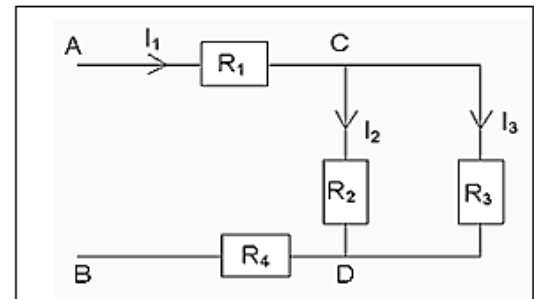 A I₁ R₁ C
I₂ I₃
R₂ R₃
B R₄ D